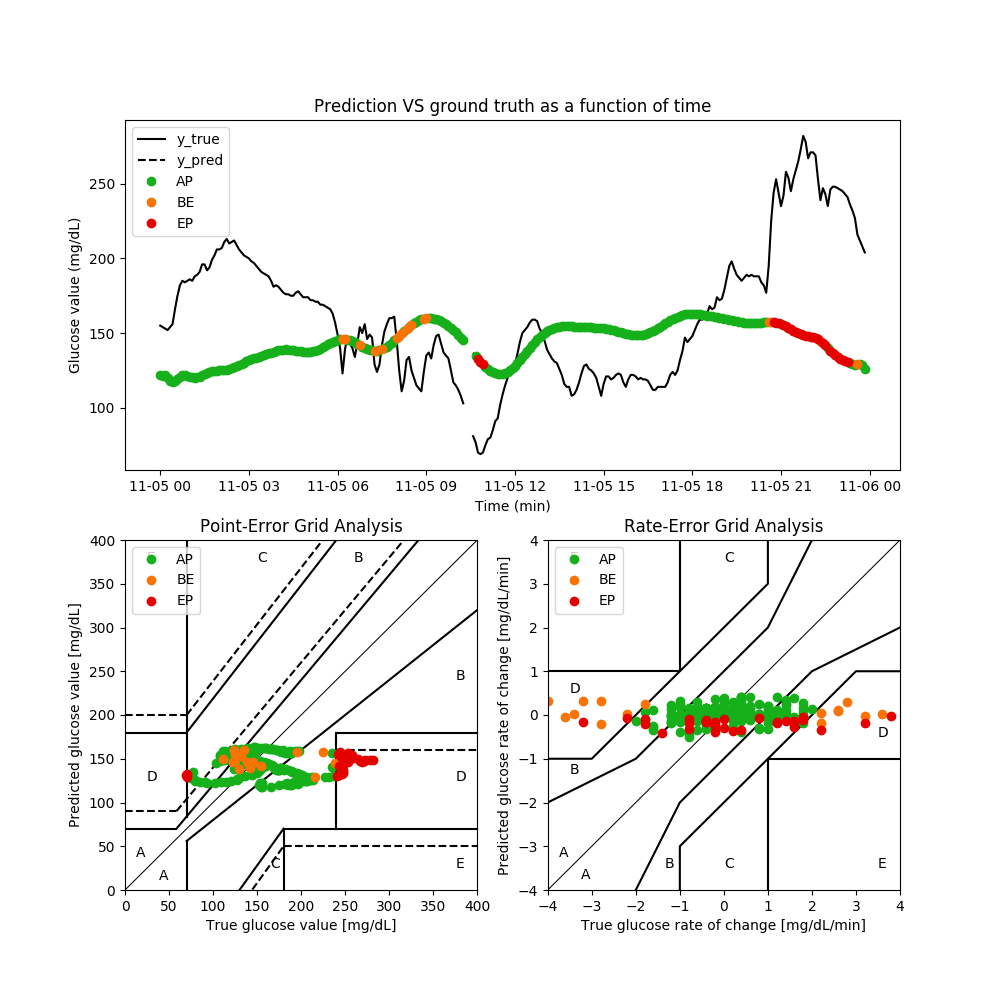 Prediction VS ground truth as a function of time
Glucose value (mg/dL)
250
200
150
100
y_true
y_pred
AP
BE
EP
11-05 00 11-05 03 11-05 06 11-05 09 11-05 12 11-05 15 11-05 18 11-05 21 11-06 00
Time (min)
Point-Error Grid Analysis
Predicted glucose value [mg/dL]
400
350
300
250
200
150
100
50
0
AP
BE
EP
C
B
B
D
D
A
A
C
E
0 50 100 150 200 250 300 350 400
True glucose value [mg/dL]
Rate-Error Grid Analysis
Predicted glucose rate of change [mg/dL/min]
4
3
2
1
0
−1
−2
−3
−4
AP
BE
EP
C
D
D
B
A
A
B
C
E
−4 −3 −2 −1 0 1 2 3 4
True glucose rate of change [mg/dL/min]